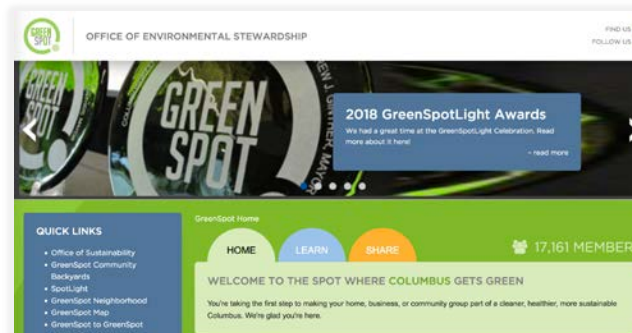 GREEN
SPOT
OFFICE OF ENVIRONMENTAL STEWARDSHIP
FIND US
FOLLOW US
GREEN
SPOT
EW J. GINTHER, MAYOR
2018 GreenSpotLight Awards
We had a great time at the GreenSpotLight Celebration. Read
more about it here!
- read more
QUICK LINKS
• Office of Sustainability
• GreenSpot Community
Backyards
• SpotLight
• GreenSpot Neighborhood
• GreenSpot Map
• GreenSpot to GreenSpot
GreenSpot Home
HOME
LEARN
SHARE
17,161 MEMBER
WELCOME TO THE SPOT WHERE COLUMBUS GETS GREEN
You're taking the first step to making your home, business, or community group part of a cleaner, healthier, more sustainable
Columbus. We're glad you're here.